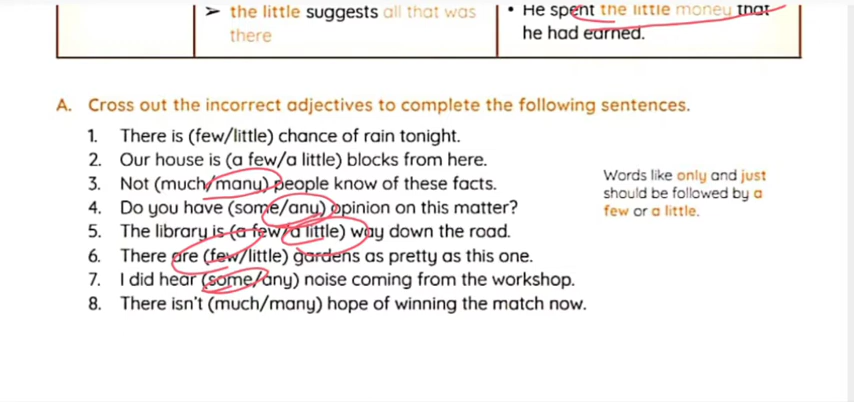 ➤ the little suggests all that was there
• He spent the little money that he had earned.
A. Cross out the incorrect adjectives to complete the following sentences.
1. There is (few/little) chance of rain tonight.
2. Our house is (a few/a little) blocks from here.
3. Not (much/many) people know of these facts.
4. Do you have (some/any) opinion on this matter?
5. The library is (a few/a little) way down the road.
6. There are (few/little) gardens as pretty as this one.
7. I did hear (some/any) noise coming from the workshop.
8. There isn't (much/many) hope of winning the match now.
Words like only and just
should be followed by a
few or a little.